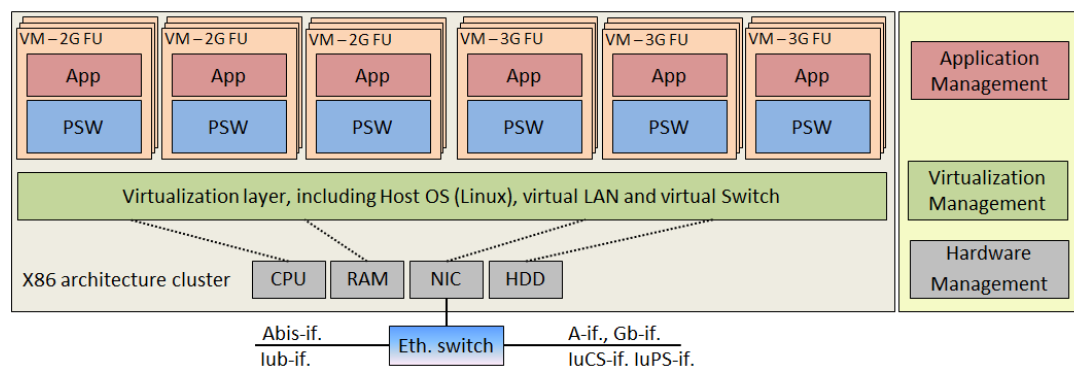 VM – 2G FU
App
PSW
VM – 2G FU
App
PSW
VM – 2G FU
App
PSW
VM – 3G FU
App
PSW
VM – 3G FU
App
PSW
VM – 3G FU
App
PSW
Virtualization layer, including Host OS (Linux), virtual LAN and virtual Switch
X86 architecture cluster
CPU
RAM
NIC
HDD
Abis-if.
Iub-if.
Eth. switch
A-if., Gb-if.
IuCS-if. IuPS-if.
Application
Management
Virtualization
Management
Hardware
Management